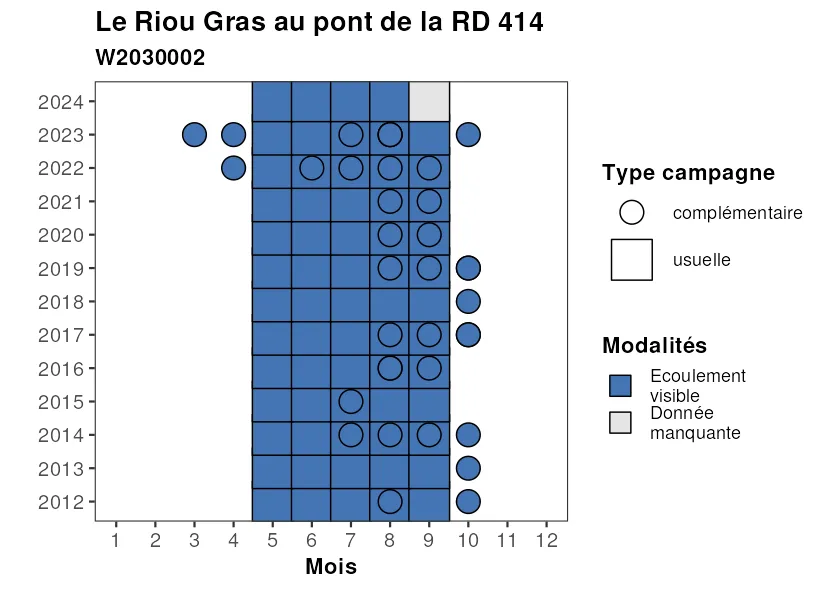 Le Riou Gras au pont de la RD 414
W2030002
2024
2023
2022
2021
2020
2019
2018
2017
2016
2015
2014
2013
2012
1 2 3 4 5 6 7 8 9 10 11 12
Mois
Type campagne
complémentaire
usuelle
Modalités
Ecoulement
visible
Donnée
manquante